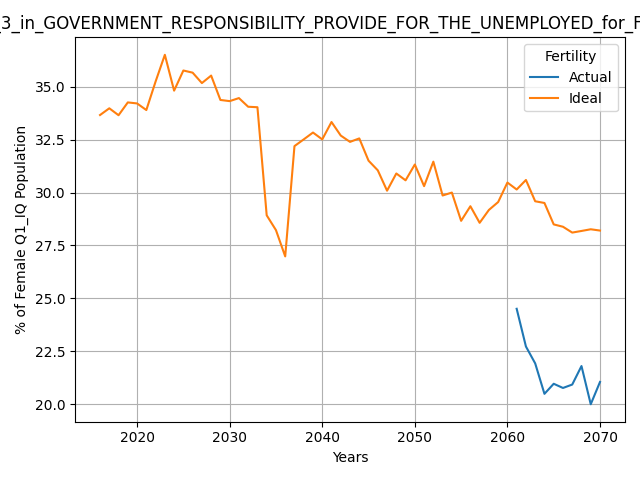 _3_in_GOVERNMENT_RESPONSIBILITY_PROVIDE_FOR_THE_UNEMPLOYED_for_F
Fertility
Actual
Ideal
35.0
32.5
30.0
27.5
25.0
22.5
20.0
% of Female Q1_IQ Population
2020 2030 2040 2050 2060 2070
Years